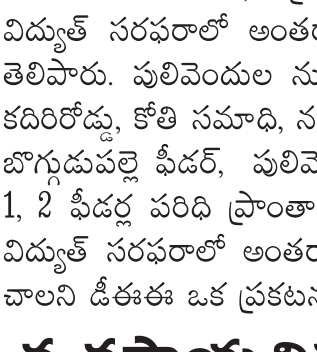 విద్యుత్ సరఫరాలో అంతర
తెలిపారు. పులివెందుల ను
కదిరిరోడ్డు, కోతి సమాధి, న
బొగ్గుడుపల్లె ఫీడర్, పులివె
1, 2 ఫీడర్ల పరిధి ప్రాంతా
విద్యుత్ సరఫరాలో అంతర
చాలని డీఈఈ ఒక ప్రకటన